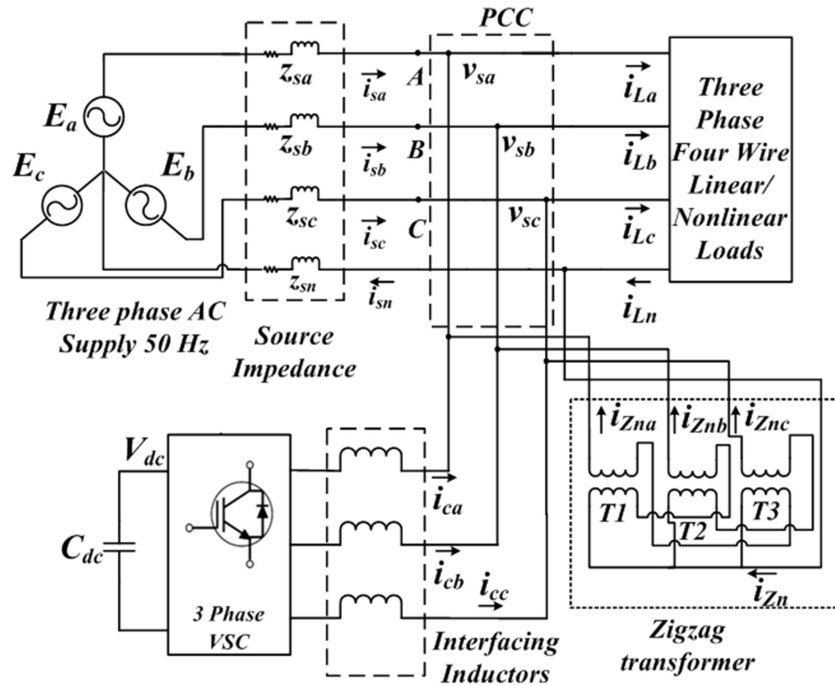 PCC
z_sa
i_sa
A
v_sa
i_La
E_a
z_sb
i_sb
B
v_sb
i_Lb
E_c
E_b
z_sc
i_sc
C
v_sc
i_Lc
Three
Phase
Four Wire
Linear/
Nonlinear
Loads
z_sn
i_sn
i_Ln
Three phase AC
Supply 50 Hz
Source
Impedance
i_Zna
i_Znb
i_Znc
T1
T2
T3
i_Zn
Zigzag
transformer
V_dc
C_dc
3 Phase
VSC
i_ca
i_cb
i_cc
Interfacing
Inductors